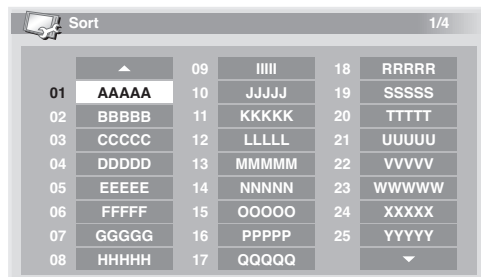 Sort 1/4
01 AAAAA
02 BBBBB
03 CCCCC
04 DDDDD
05 EEEEE
06 FFFFF
07 GGGGG
08 HHHHH
09 IIIII
10 JJJJJ
11 KKKKK
12 LLLLL
13 MMMMM
14 NNNNN
15 OOOOO
16 PPPPP
17 QQQQQ
18 RRRRR
19 SSSSS
20 TTTTT
21 UUUUU
22 VVVVV
23 WWWWW
24 XXXXX
25 YYYYY